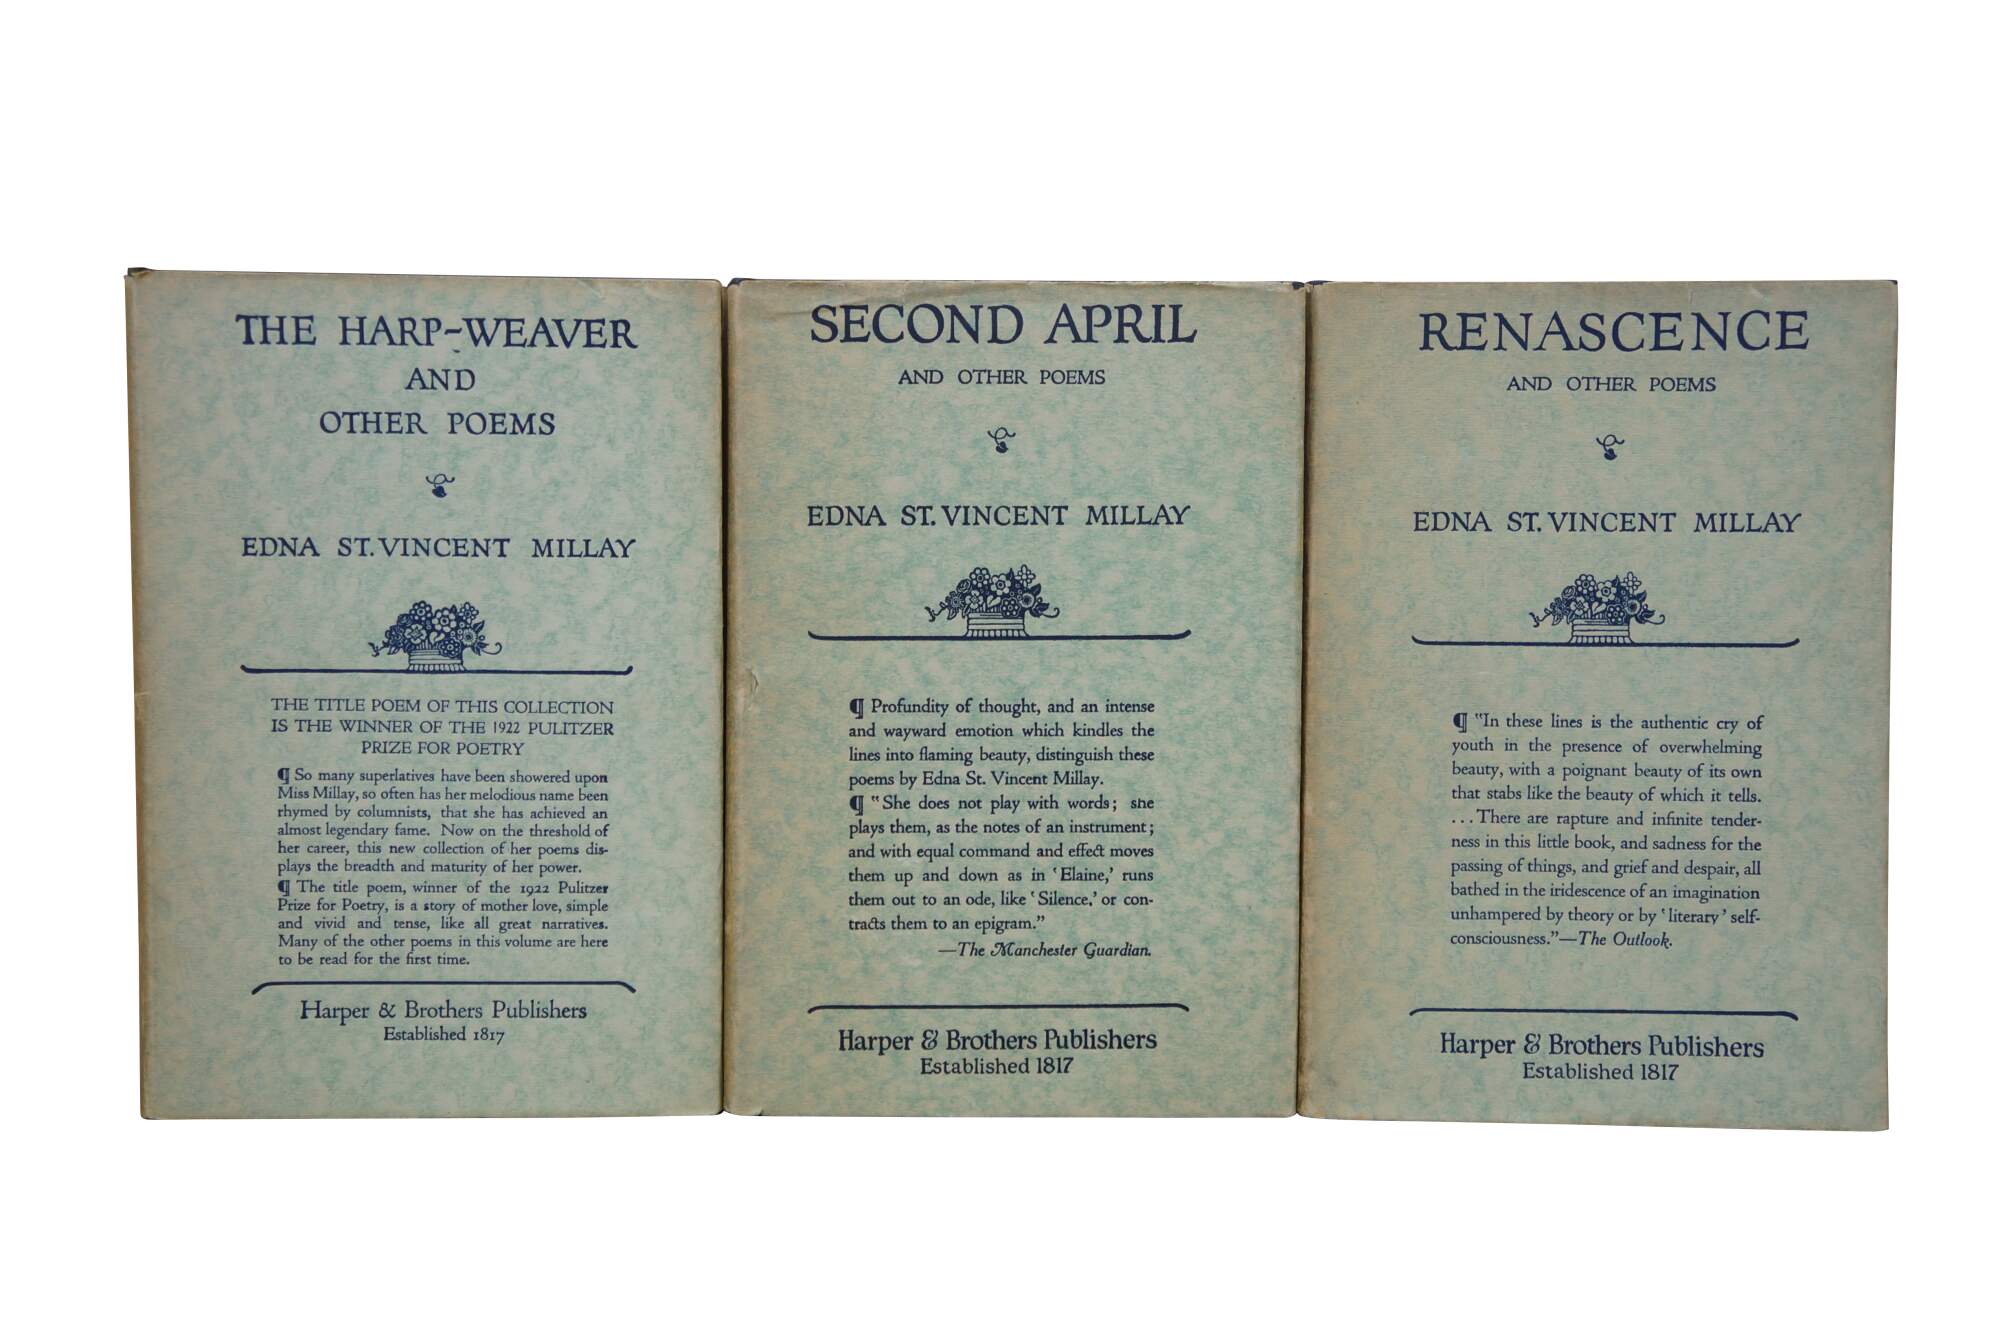 THE HARP-WEAVER
AND
OTHER POEMS
EDNA ST. VINCENT MILLAY
THE TITLE POEM OF THIS COLLECTION
IS THE WINNER OF THE 1922 PULITZER
PRIZE FOR POETRY
¶ So many superlatives have been showered upon
Miss Millay, so often has her melodious name been
rhymed by columnists, that she has achieved an
almost legendary fame. Now on the threshold of
her career, this new collection of her poems dis-
plays the breadth and maturity of her power.
¶ The title poem, winner of the 1922 Pulitzer
Prize for Poetry, is a story of mother love, simple
and vivid and tense, like all great narratives.
Many of the other poems in this volume are here
to be read for the first time.
Harper & Brothers Publishers
Established 1817
SECOND APRIL
AND OTHER POEMS
EDNA ST. VINCENT MILLAY
¶ Profundity of thought, and an intense
and wayward emotion which kindles the
lines into flaming beauty, distinguish these
poems by Edna St. Vincent Millay.
¶ "She does not play with words; she
plays them, as the notes of an instrument;
and with equal command and effect moves
them up and down as in 'Elaine,' runs
them out to an ode, like 'Silence,' or con-
tracts them to an epigram."
—The Manchester Guardian.
Harper & Brothers Publishers
Established 1817
RENASCENCE
AND OTHER POEMS
EDNA ST. VINCENT MILLAY
¶ "In these lines is the authentic cry of
youth in the presence of overwhelming
beauty, with a poignant beauty of its own
that stabs like the beauty of which it tells.
...There are rapture and infinite tender-
ness in this little book, and sadness for the
passing of things, and grief and despair, all
bathed in the iridescence of an imagination
unhampered by theory or by 'literary' self-
consciousness."—The Outlook.
Harper & Brothers Publishers
Established 1817